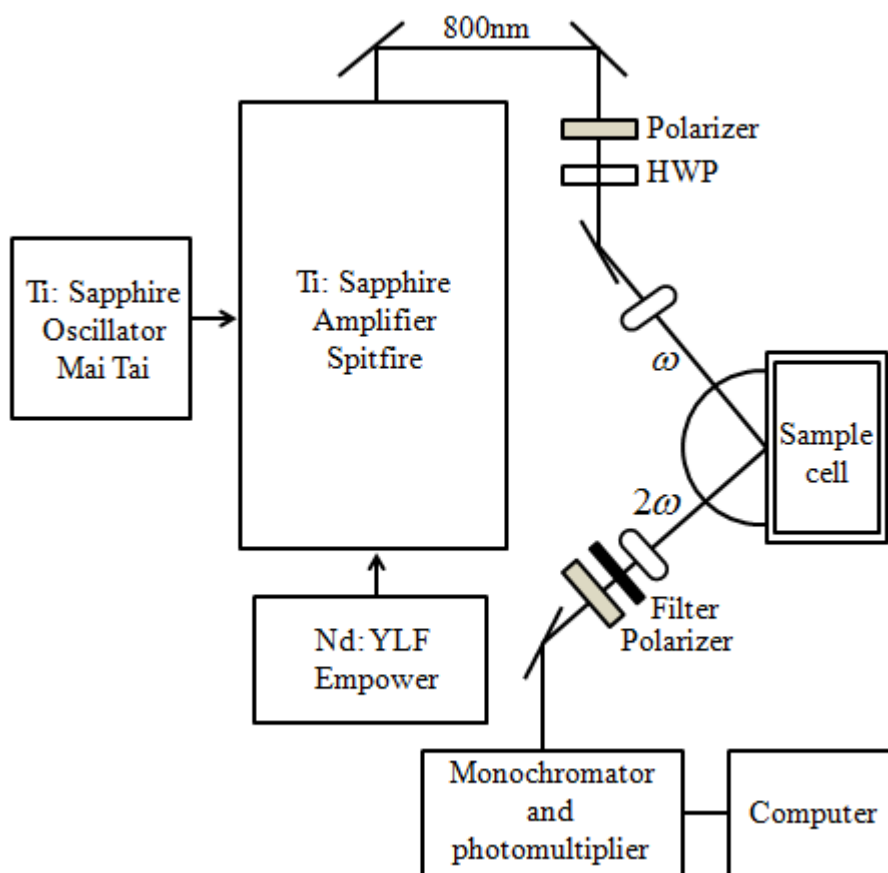 800nm
Polarizer
HWP
Ti: Sapphire
Oscillator
Mai Tai
Ti: Sapphire
Amplifier
Spitfire
ω
Sample
cell
2ω
Filter
Polarizer
Nd: YLF
Empower
Monochromator
and
photomultiplier
Computer